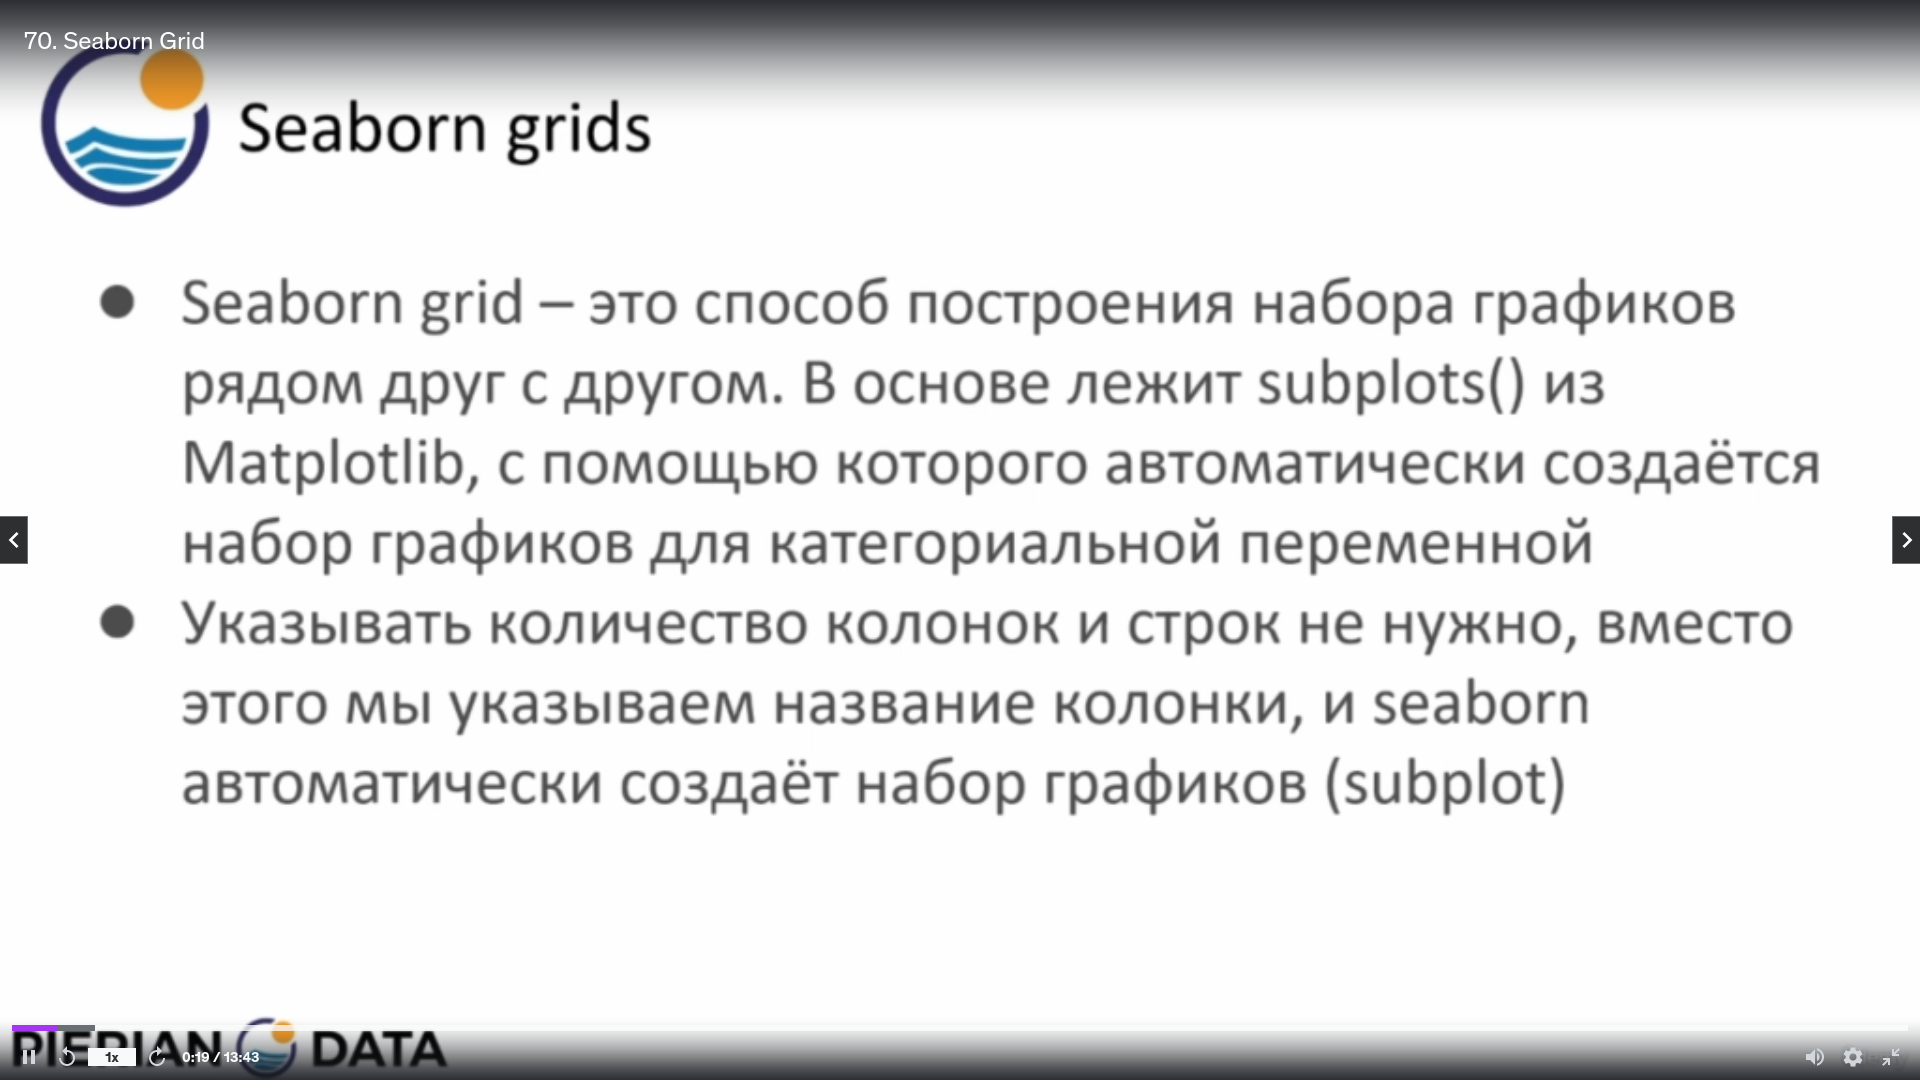 70. Seaborn Grid
Seaborn grids
● Seaborn grid – это способ построения набора графиков
рядом друг с другом. В основе лежит subplots() из
Matplotlib, с помощью которого автоматически создаётся
набор графиков для категориальной переменной
● Указывать количество колонок и строк не нужно, вместо
этого мы указываем название колонки, и seaborn
автоматически создаёт набор графиков (subplot)
PIERIAN DATA
1x 0:19 / 13:43